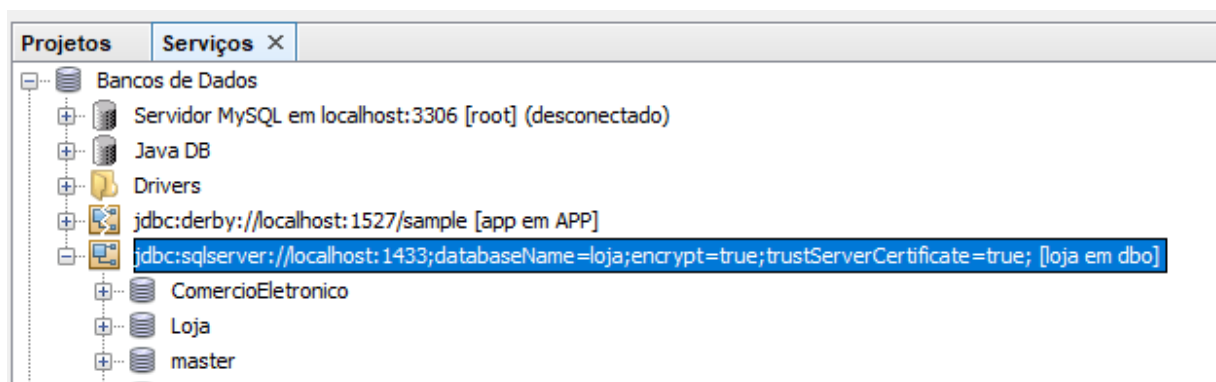 Projetos Serviços ×
Bancos de Dados
Servidor MySQL em localhost:3306 [root] (desconectado)
Java DB
Drivers
jdbc:derby://localhost:1527/sample [app em APP]
jdbc:sqlserver://localhost:1433;databaseName=loja;encrypt=true;trustServerCertificate=true; [loja em dbo]
ComercioEletronico
Loja
master